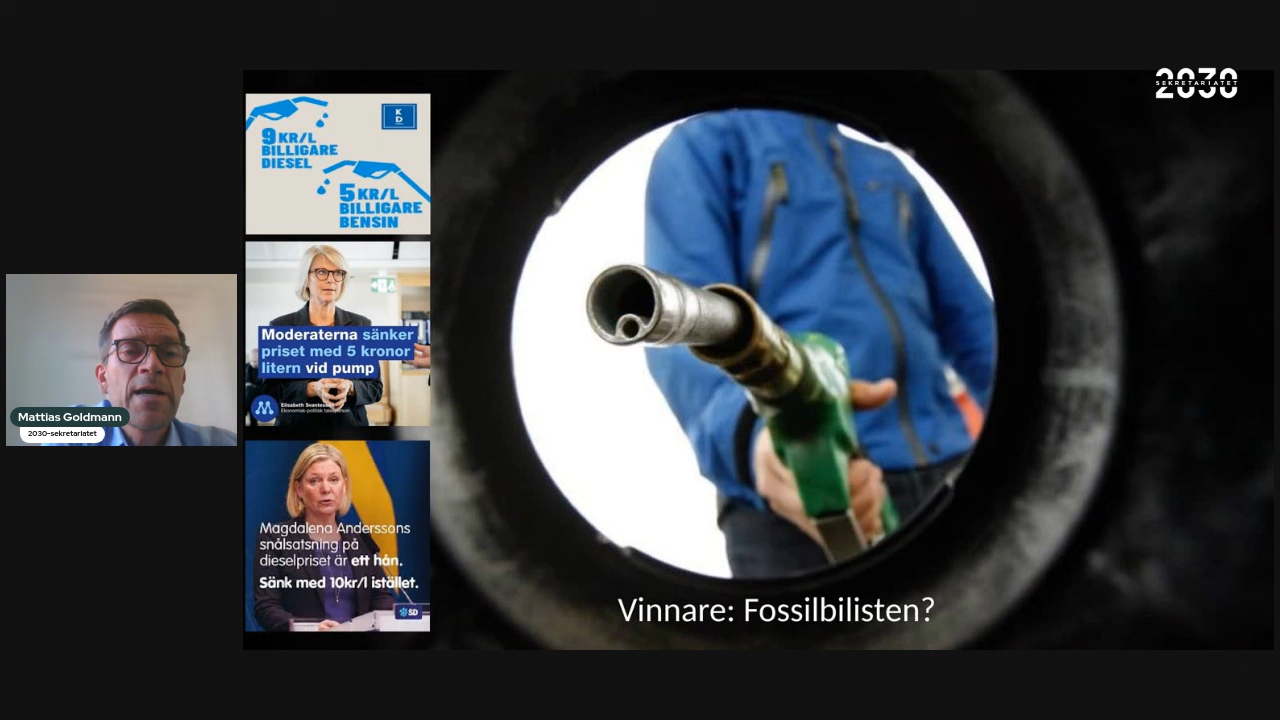 2030
SEKRETARIATET
9 KR/L
BILLIGARE
DIESEL
K
D
5 KR/L
BILLIGARE
BENSIN
Moderaterna sänker
priset med 5 kronor
litern vid pump
Elisabeth Svantesson
Ekonomisk-politisk talesperson
Mattias Goldmann
2030-sekretariatet
Magdalena Anderssons
snålsatsning på
dieselpriset är ett hån.
Sänk med 10kr/l istället.
SD
Vinnare: Fossilbilisten?